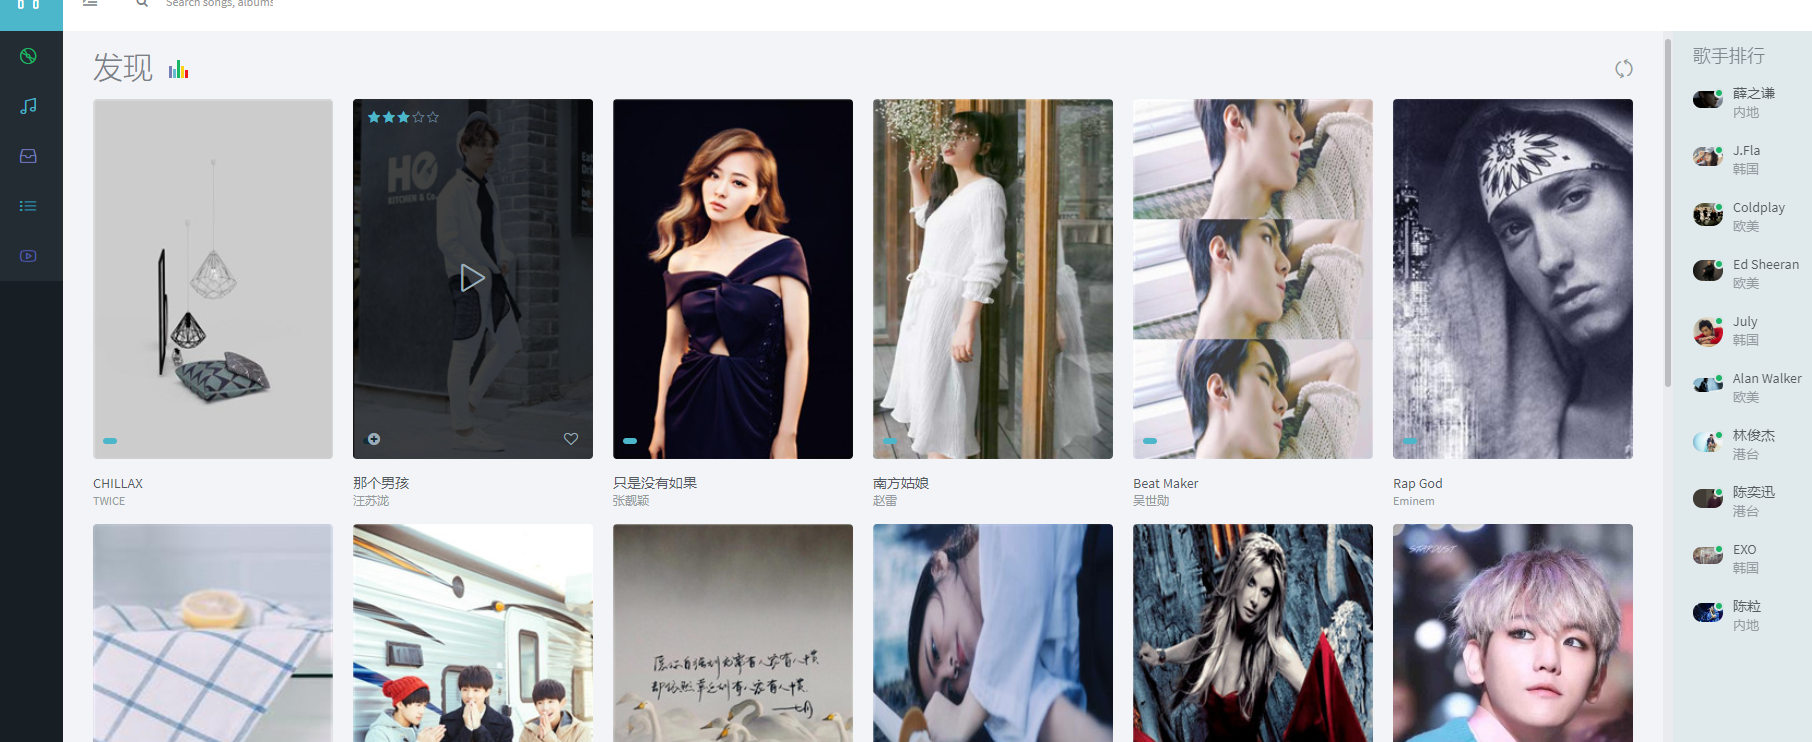 Search songs, albums
发现
歌手排行
薛之谦
内地
J.Fla
韩国
Coldplay
欧美
Ed Sheeran
欧美
July
韩国
Alan Walker
欧美
林俊杰
港台
陈奕迅
港台
EXO
韩国
陈粒
内地
HO
KITCHEN & Co.
CHILLAX
TWICE
那个男孩
汪苏泷
只是没有如果
张靓颖
南方姑娘
赵雷
Beat Maker
吴世勋
Rap God
Eminem
STARDUST